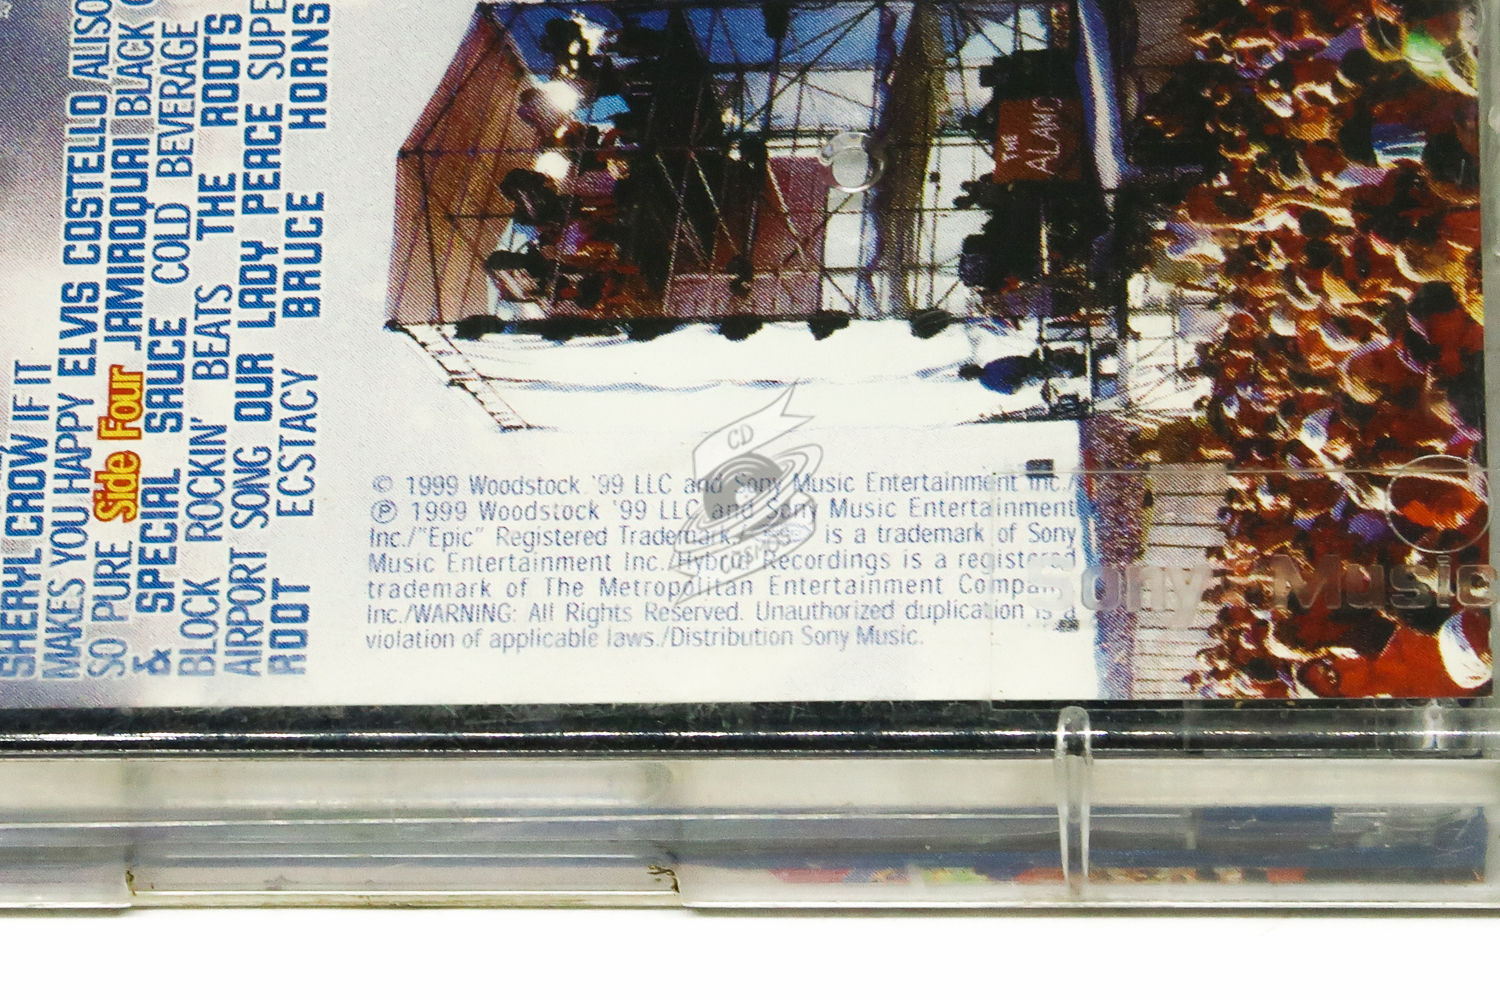 SHERYL CROW IF IT
MAKES YOU HAPPY ELVIS COSTELLO
SO PURE Side Four JAMIROQUAI BLACK
& SPECIAL SAUCE COLD BEVERAGE
BLOCK ROCKIN' BEATS THE ROOTS
AIRPORT SONG OUR LADY PEACE
ECSTACY BRUCE HORNS
ROOT
THE
ALAMO
CD
© 1999 Woodstock '99 LLC and Sony Music Entertainment Inc./
℗ 1999 Woodstock '99 LLC and Sony Music Entertainment
Inc./"Epic" Registered Trademark/ is a trademark of Sony
Music Entertainment Inc./Hybrid Recordings is a registered
trademark of The Metropolitan Entertainment Company,
Inc./WARNING: All Rights Reserved. Unauthorized duplication is a
violation of applicable laws./Distribution Sony Music.
Sony Music